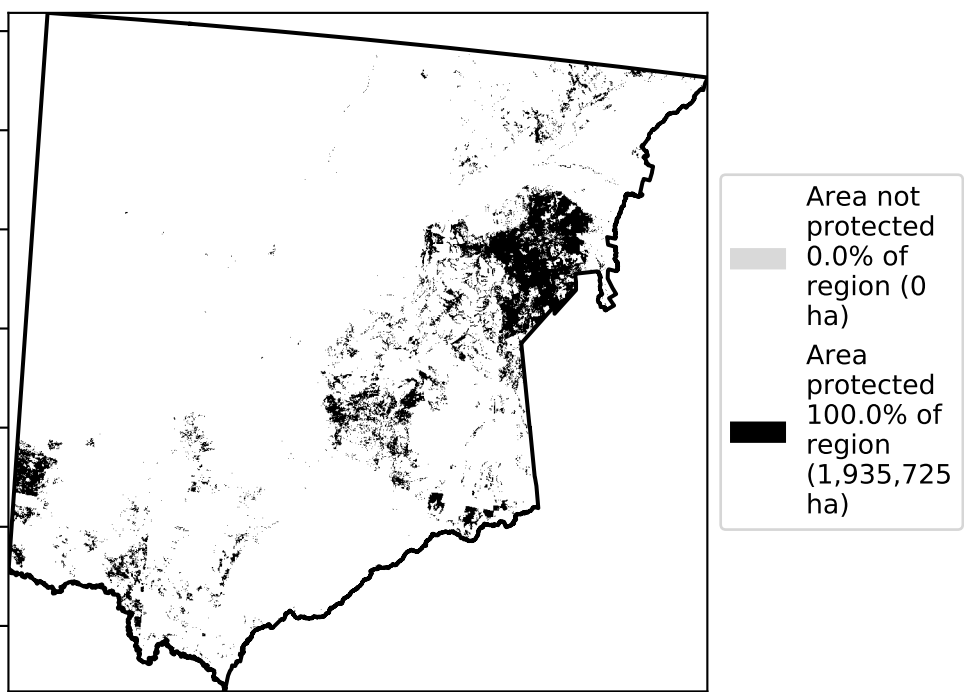 Area not
protected
0.0% of
region (0
ha)
Area
protected
100.0% of
region
(1,935,725
ha)